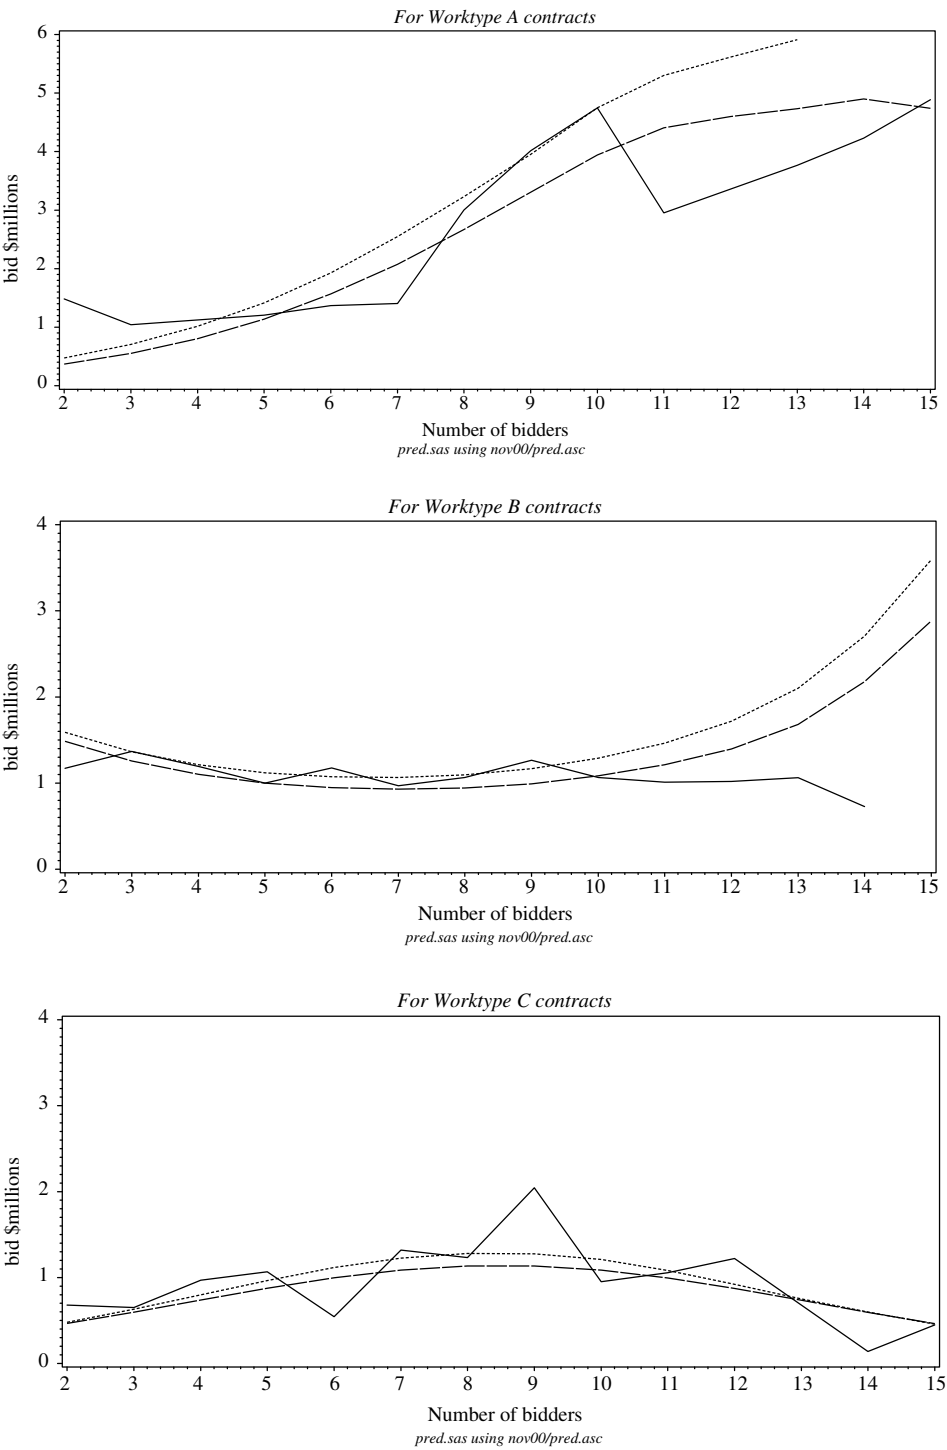 For Worktype A contracts
6
5
4
3
2
1
0
bid $millions
2 3 4 5 6 7 8 9 10 11 12 13 14 15
Number of bidders
pred.sas using nov00/pred.asc
For Worktype B contracts
4
3
2
1
0
bid $millions
2 3 4 5 6 7 8 9 10 11 12 13 14 15
Number of bidders
pred.sas using nov00/pred.asc
For Worktype C contracts
4
3
2
1
0
bid $millions
2 3 4 5 6 7 8 9 10 11 12 13 14 15
Number of bidders
pred.sas using nov00/pred.asc